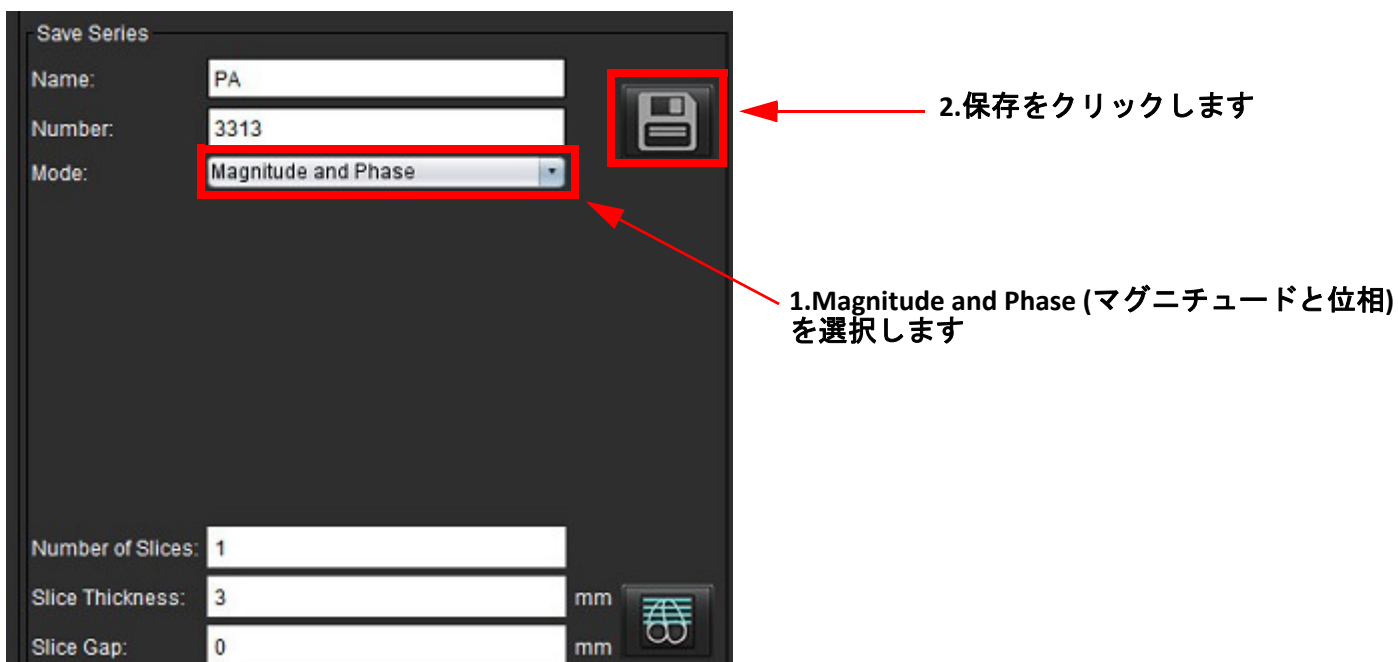 Save Series
Name: PA
Number: 3313
Mode: Magnitude and Phase
2.保存をクリックします
1.Magnitude and Phase (マグニチュードと位相)
を選択します
Number of Slices: 1
Slice Thickness: 3 mm
Slice Gap: 0 mm